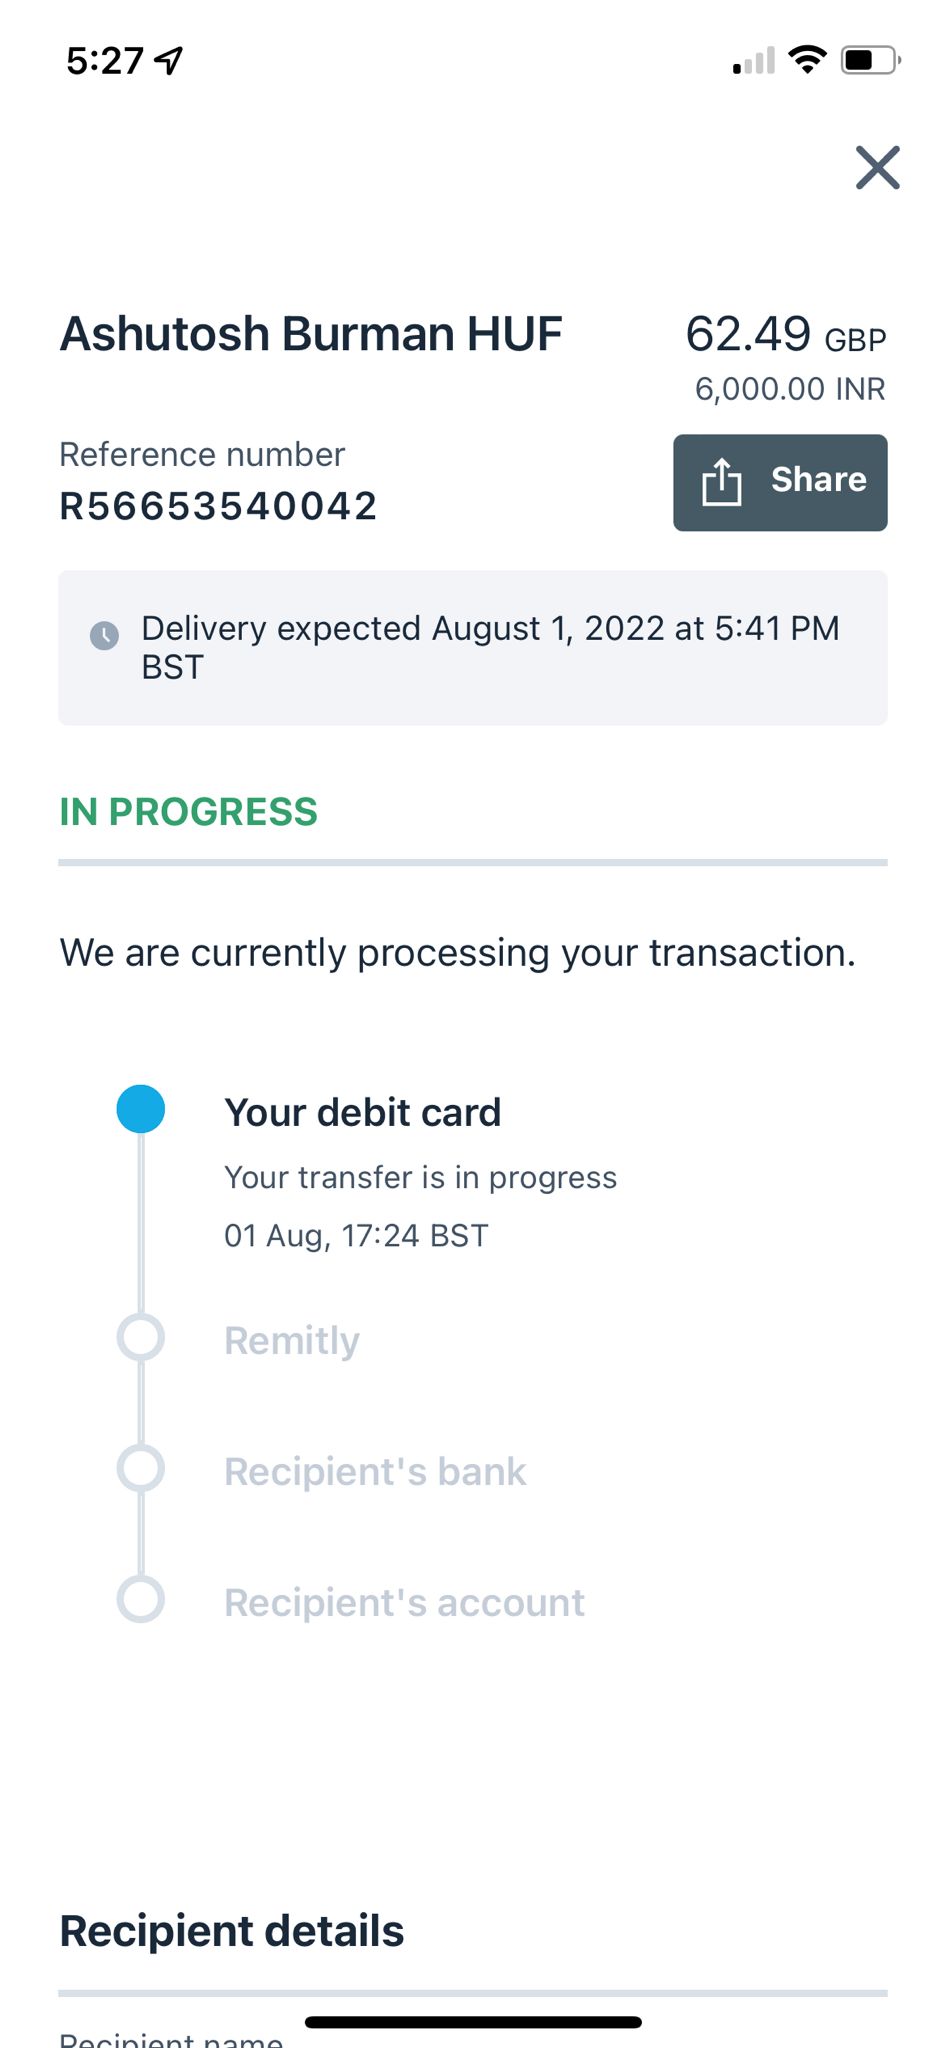 5:27
Ashutosh Burman HUF
62.49 GBP
6,000.00 INR
Reference number
R56653540042
Share
Delivery expected August 1, 2022 at 5:41 PM
BST
IN PROGRESS
We are currently processing your transaction.
Your debit card
Your transfer is in progress
01 Aug, 17:24 BST
Remitly
Recipient's bank
Recipient's account
Recipient details
Recipient name